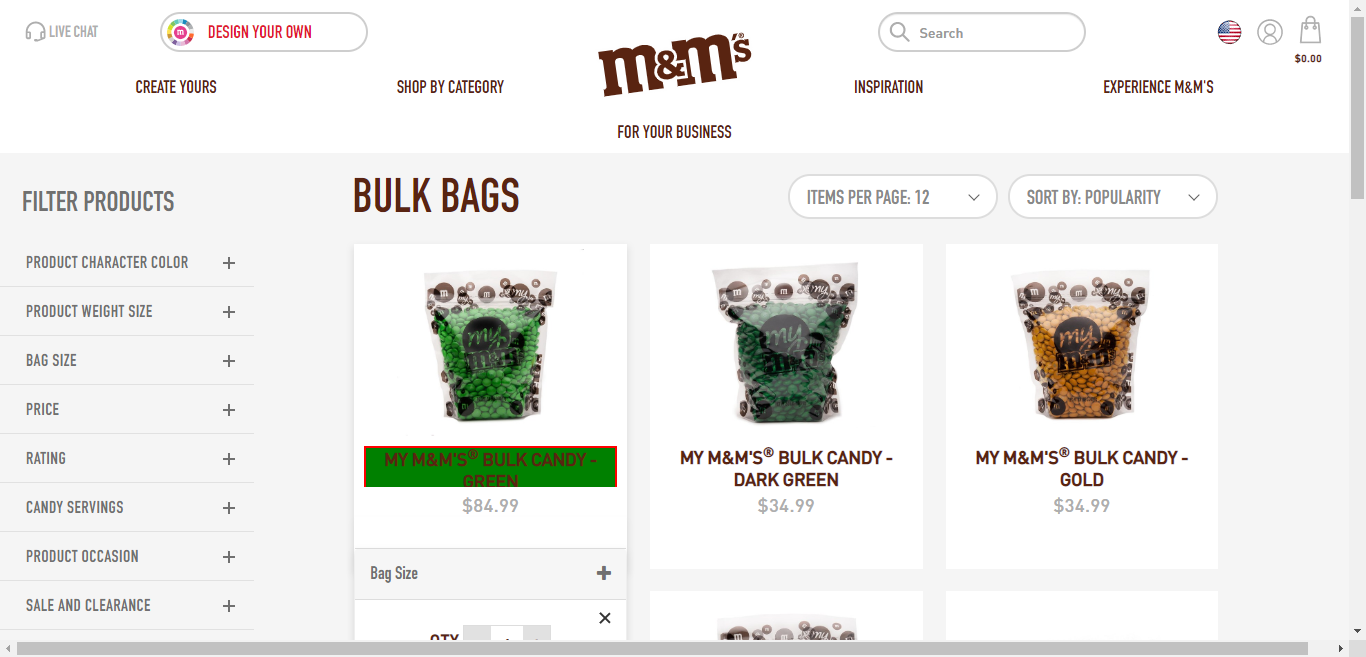 LIVE CHAT
DESIGN YOUR OWN
m&m's®
Search
$0.00
CREATE YOURS
SHOP BY CATEGORY
INSPIRATION
EXPERIENCE M&M'S
FOR YOUR BUSINESS
FILTER PRODUCTS
PRODUCT CHARACTER COLOR
PRODUCT WEIGHT SIZE
BAG SIZE
PRICE
RATING
CANDY SERVINGS
PRODUCT OCCASION
SALE AND CLEARANCE
BULK BAGS
ITEMS PER PAGE: 12
SORT BY: POPULARITY
my
m&m's
MY M&M'S® BULK CANDY -
GREEN
$84.99
Bag Size
QTY
my
m&m's
MY M&M'S® BULK CANDY -
DARK GREEN
$34.99
my
m&m's
MY M&M'S® BULK CANDY -
GOLD
$34.99